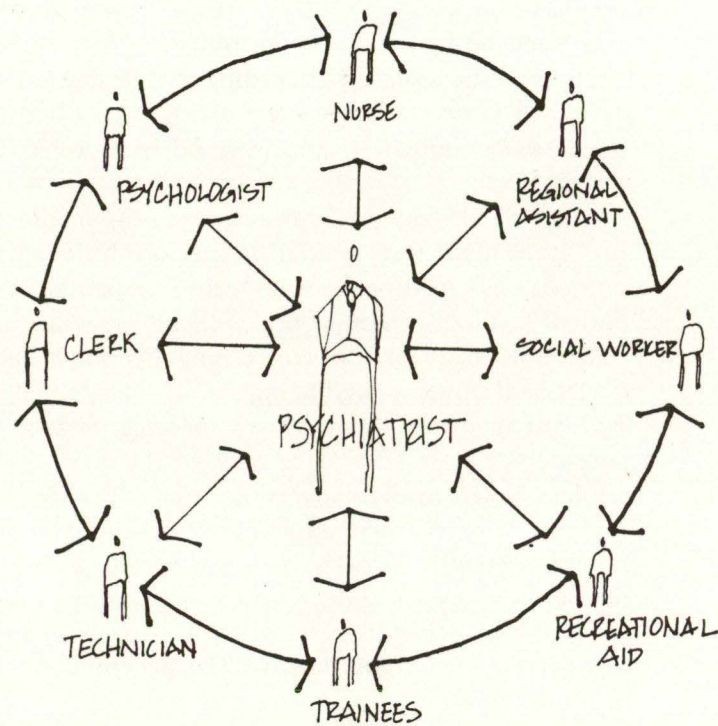 NURSE
PSYCHOLOGIST
REGIONAL
ASISTANT
CLERK
SOCIAL WORKER
PSYCHIATRIST
TECHNICIAN
RECREATIONAL
AID
TRAINEES